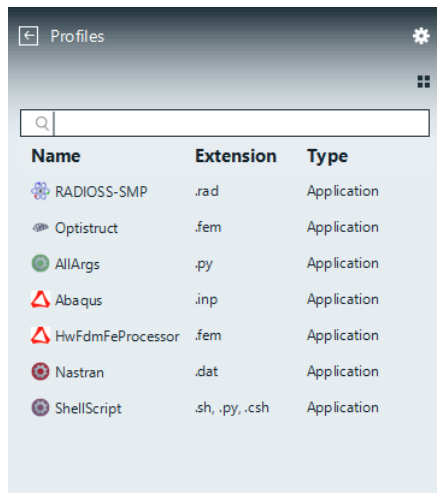 Profiles
Name Extension Type
RADIOSS-SMP .rad Application
Optistruct .fem Application
AllArgs .py Application
Abaqus .inp Application
HwFdmFeProcessor .fem Application
Nastran .dat Application
ShellScript .sh, .py, .csh Application